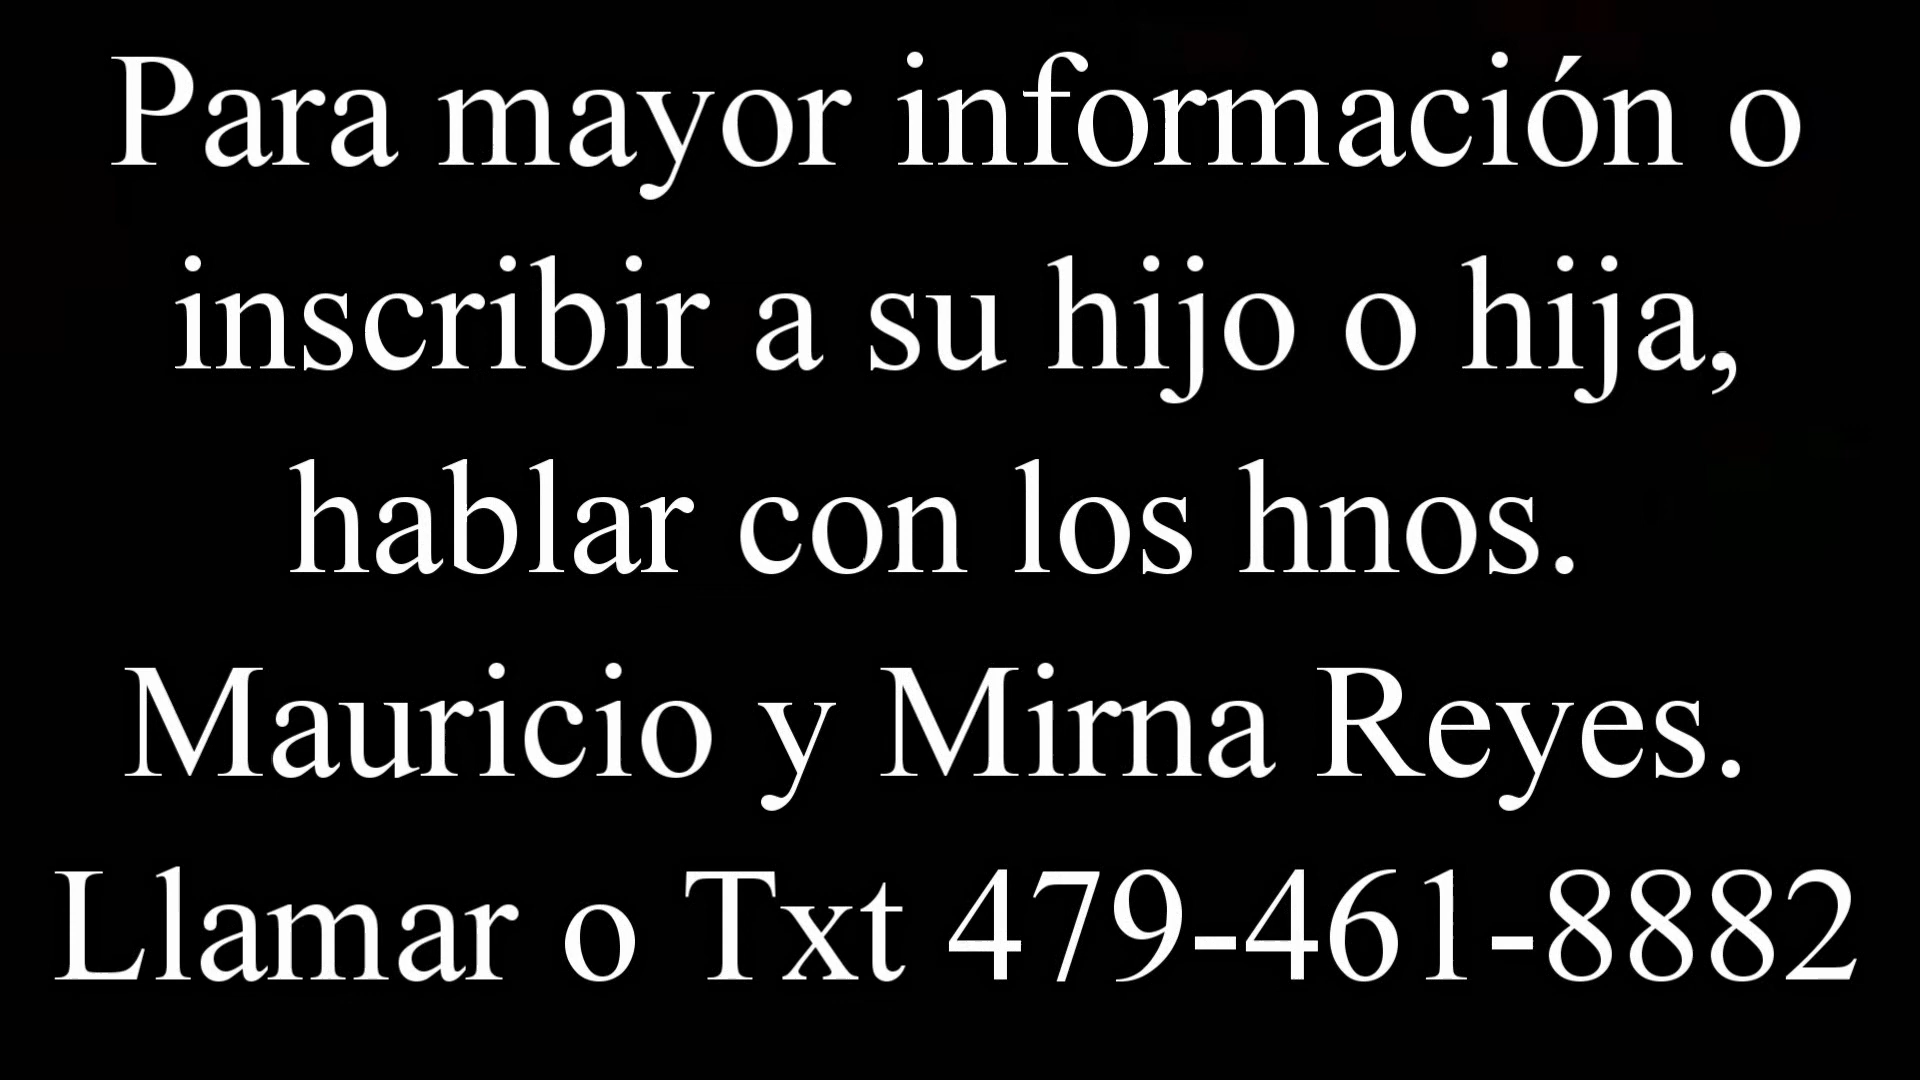 Para mayor información o
inscribir a su hijo o hija,
hablar con los hnos.
Mauricio y Mirna Reyes.
Llamar o Txt 479-461-8882